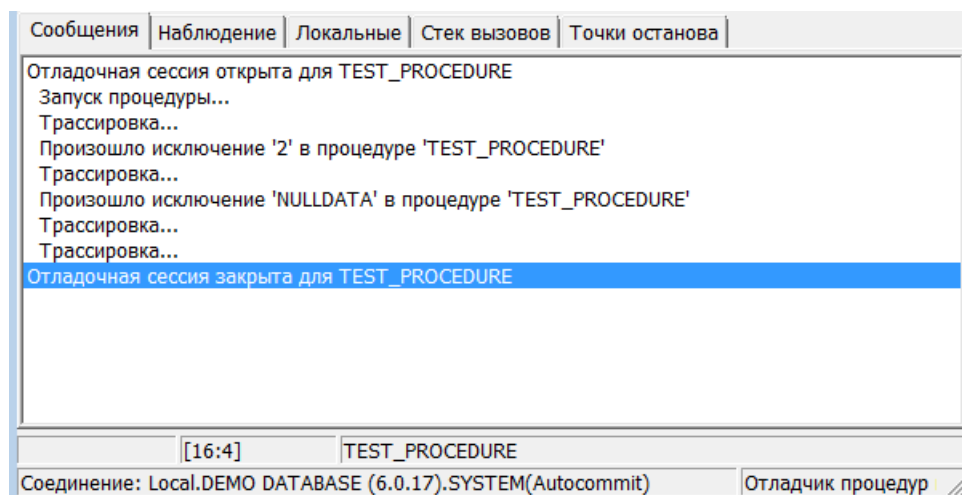 Сообщения Наблюдение Локальные Стек вызовов Точки останова
Отладочная сессия открыта для TEST_PROCEDURE
Запуск процедуры...
Трассировка...
Произошло исключение '2' в процедуре 'TEST_PROCEDURE'
Трассировка...
Произошло исключение 'NULLDATA' в процедуре 'TEST_PROCEDURE'
Трассировка...
Трассировка...
Отладочная сессия закрыта для TEST_PROCEDURE
[16:4] TEST_PROCEDURE
Соединение: Local.DEMO DATABASE (6.0.17).SYSTEM(Autocommit) Отладчик процедур